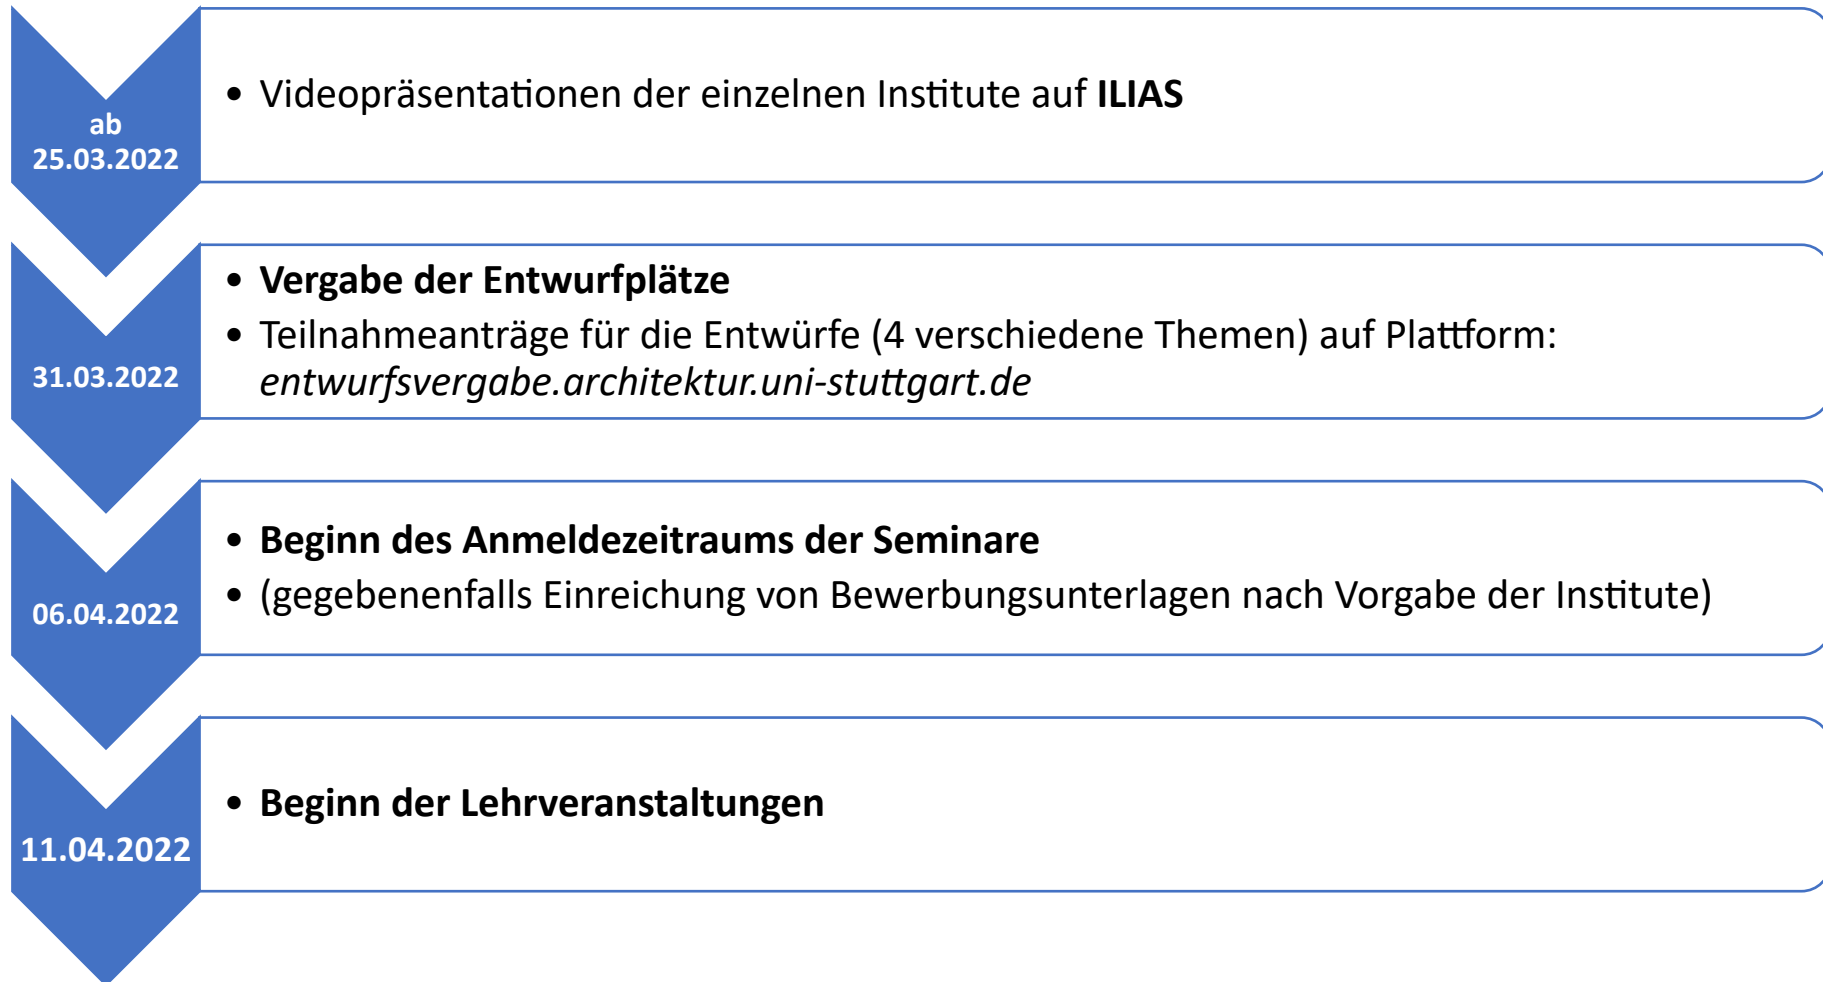 ab
25.03.2022
• Videopräsentationen der einzelnen Institute auf ILIAS
31.03.2022
• Vergabe der Entwurfplätze
• Teilnahmeanträge für die Entwürfe (4 verschiedene Themen) auf Plattform:
entwurfsvergabe.architektur.uni-stuttgart.de
06.04.2022
• Beginn des Anmeldezeitraums der Seminare
• (gegebenenfalls Einreichung von Bewerbungsunterlagen nach Vorgabe der Institute)
11.04.2022
• Beginn der Lehrveranstaltungen